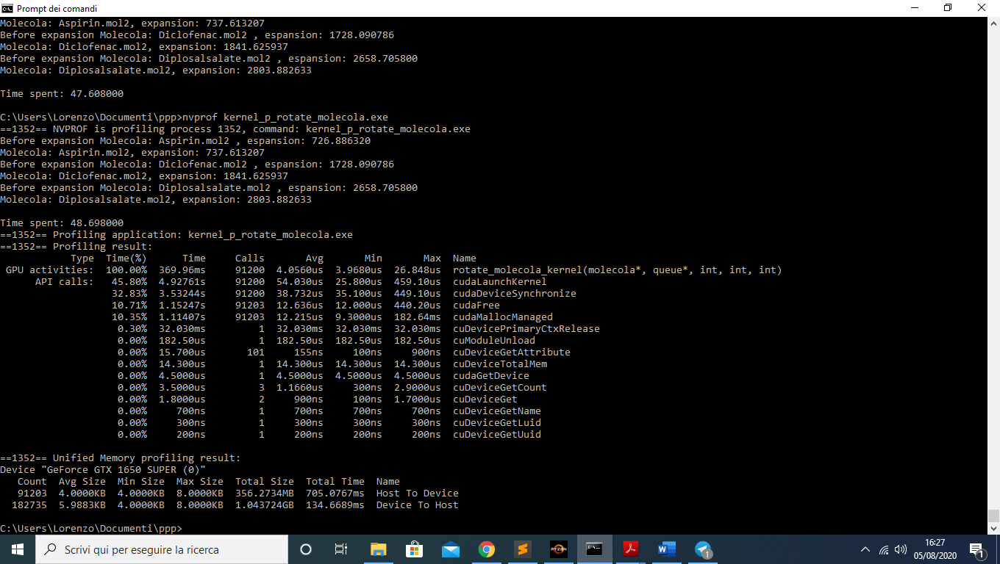 Prompt dei comandi
Molecola: Aspirin.mol2, expansion: 737.613207
Before expansion Molecola: Diclofenac.mol2 , espansion: 1728.090786
Molecola: Diclofenac.mol2, expansion: 1841.625937
Before expansion Molecola: Diplosalsalate.mol2 , espansion: 2658.705800
Molecola: Diplosalsalate.mol2, expansion: 2803.882633
Time spent: 47.608000
C:\Users\Lorenzo\Documenti\ppp>nvprof kernel_p_rotate_molecola.exe
==1352== NVPROF is profiling process 1352, command: kernel_p_rotate_molecola.exe
Before expansion Molecola: Aspirin.mol2 , espansion: 726.886320
Molecola: Aspirin.mol2, expansion: 737.613207
Before expansion Molecola: Diclofenac.mol2 , espansion: 1728.090786
Molecola: Diclofenac.mol2, expansion: 1841.625937
Before expansion Molecola: Diplosalsalate.mol2 , espansion: 2658.705800
Molecola: Diplosalsalate.mol2, expansion: 2803.882633
Time spent: 48.698000
==1352== Profiling application: kernel_p_rotate_molecola.exe
==1352== Profiling result:
Type Time(%) Time Calls Avg Min Max Name
GPU activities: 100.00% 369.96ms 91200 4.0560us 3.9680us 26.848us rotate_molecola_kernel(molecola*, queue*, int, int, int)
API calls: 45.80% 4.92761s 91200 54.030us 25.800us 459.10us cudaLaunchKernel
32.83% 3.53244s 91200 38.732us 35.100us 449.10us cudaDeviceSynchronize
10.71% 1.15247s 91203 12.636us 12.000us 440.20us cudaFree
10.35% 1.11407s 91203 12.215us 9.3000us 182.64ms cudaMallocManaged
0.30% 32.030ms 1 32.030ms 32.030ms 32.030ms cuDevicePrimaryCtxRelease
0.00% 182.50us 1 182.50us 182.50us 182.50us cuModuleUnload
0.00% 15.700us 101 155ns 100ns 900ns cuDeviceGetAttribute
0.00% 14.300us 1 14.300us 14.300us 14.300us cuDeviceTotalMem
0.00% 4.5000us 1 4.5000us 4.5000us 4.5000us cudaGetDevice
0.00% 3.5000us 3 1.1660us 300ns 2.9000us cuDeviceGetCount
0.00% 1.8000us 2 900ns 100ns 1.7000us cuDeviceGet
0.00% 700ns 1 700ns 700ns 700ns cuDeviceGetName
0.00% 300ns 1 300ns 300ns 300ns cuDeviceGetLuid
0.00% 200ns 1 200ns 200ns 200ns cuDeviceGetUuid
==1352== Unified Memory profiling result:
Device "GeForce GTX 1650 SUPER (0)"
Count Avg Size Min Size Max Size Total Size Total Time Name
91203 4.0000KB 4.0000KB 8.0000KB 356.2734MB 705.0767ms Host To Device
182735 5.9883KB 4.0000KB 8.0000KB 1.043724GB 134.6689ms Device To Host
C:\Users\Lorenzo\Documenti\ppp>
Scrivi qui per eseguire la ricerca
RYZEN
1
16:27
05/08/2020
1